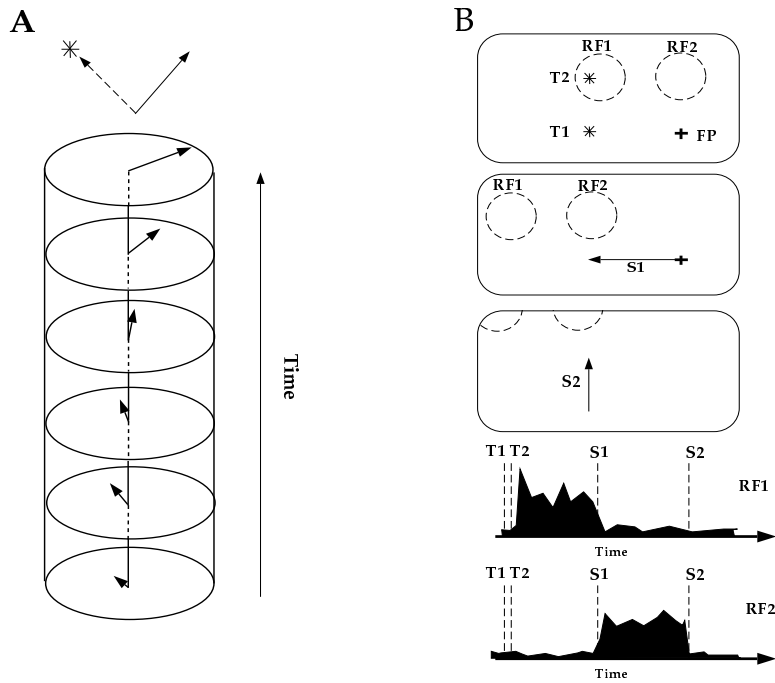 A
Time
B
RF1 RF2
T2
T1 FP
RF1 RF2
S1
S2
T1 T2 S1 S2
RF1
Time
T1 T2 S1 S2
RF2
Time